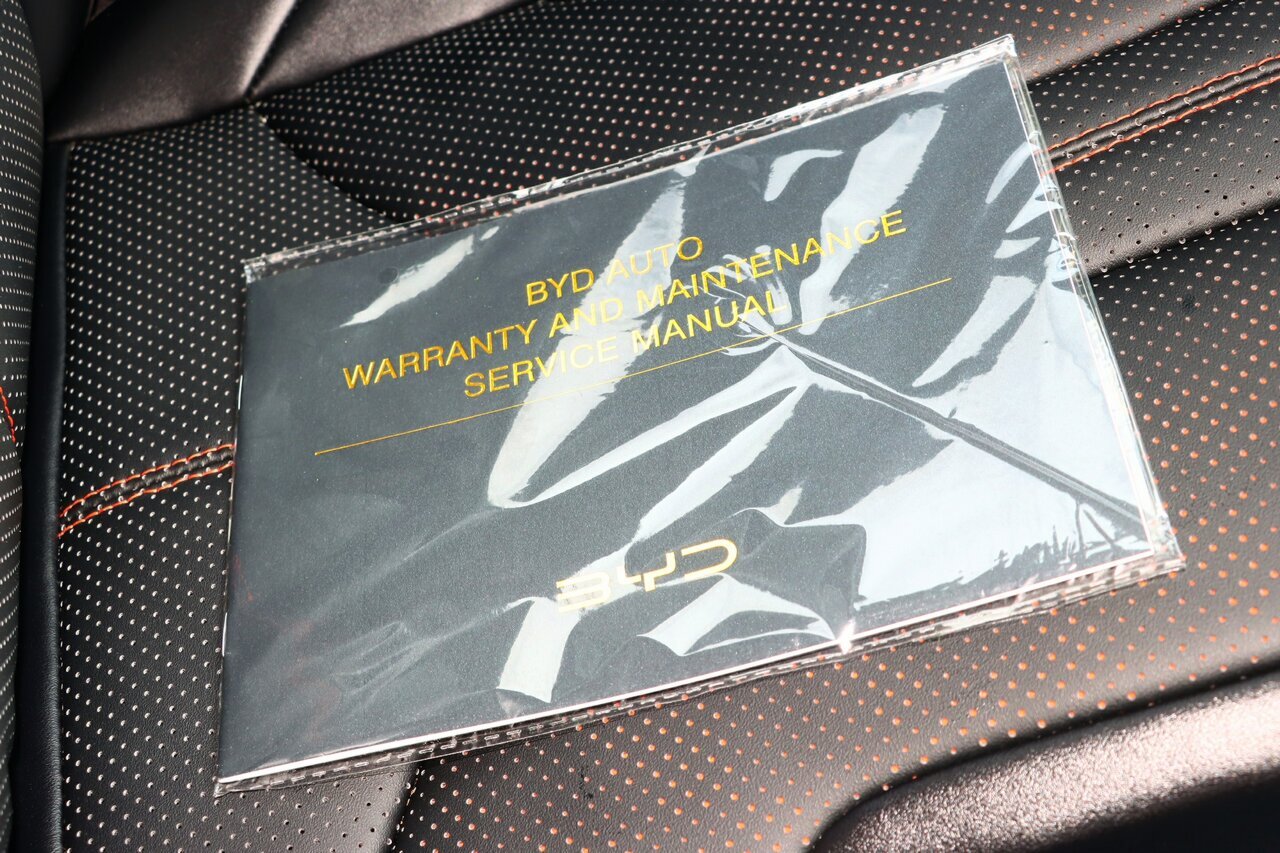 BYD AUTO
WARRANTY AND MAINTENANCE
SERVICE MANUAL
BYD